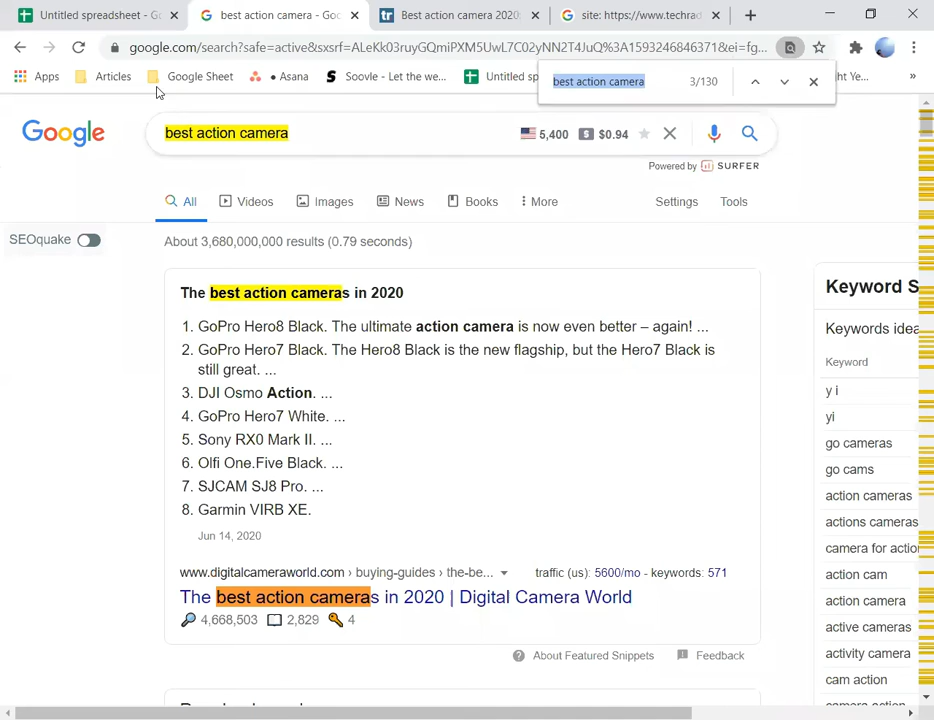 Untitled spreadsheet - G
best action camera - Goo
Best action camera 2020
site: https://www.techrad
google.com/search?safe=active&sxsrf=ALeKk03ruyGQmiPXM5UwL7C02yNN2T4JuQ%3A1593246846371&ei=fg...
Apps
Articles
Google Sheet
Asana
Soovle - Let the we...
Untitled sp
ht Ye...
»
best action camera
3/130
Google
best action camera
5,400
$0.94
Powered by SURFER
All
Videos
Images
News
Books
More
Settings
Tools
SEOquake
About 3,680,000,000 results (0.79 seconds)
The best action cameras in 2020
1. GoPro Hero8 Black. The ultimate action camera is now even better – again! ...
2. GoPro Hero7 Black. The Hero8 Black is the new flagship, but the Hero7 Black is
still great. ...
3. DJI Osmo Action. ...
4. GoPro Hero7 White. ...
5. Sony RX0 Mark II. ...
6. Olfi One.Five Black. ...
7. SJCAM SJ8 Pro. ...
8. Garmin VIRB XE.
Jun 14, 2020
www.digitalcameraworld.com › buying-guides › the-be...
traffic (us): 5600/mo - keywords: 571
The best action cameras in 2020 | Digital Camera World
4,668,503
2,829
4
About Featured Snippets
Feedback
Keyword S
Keywords idea
Keyword
y i
yi
go cameras
go cams
action cameras
actions cameras
camera for actio
action cam
action camera
active cameras
activity camera
cam action